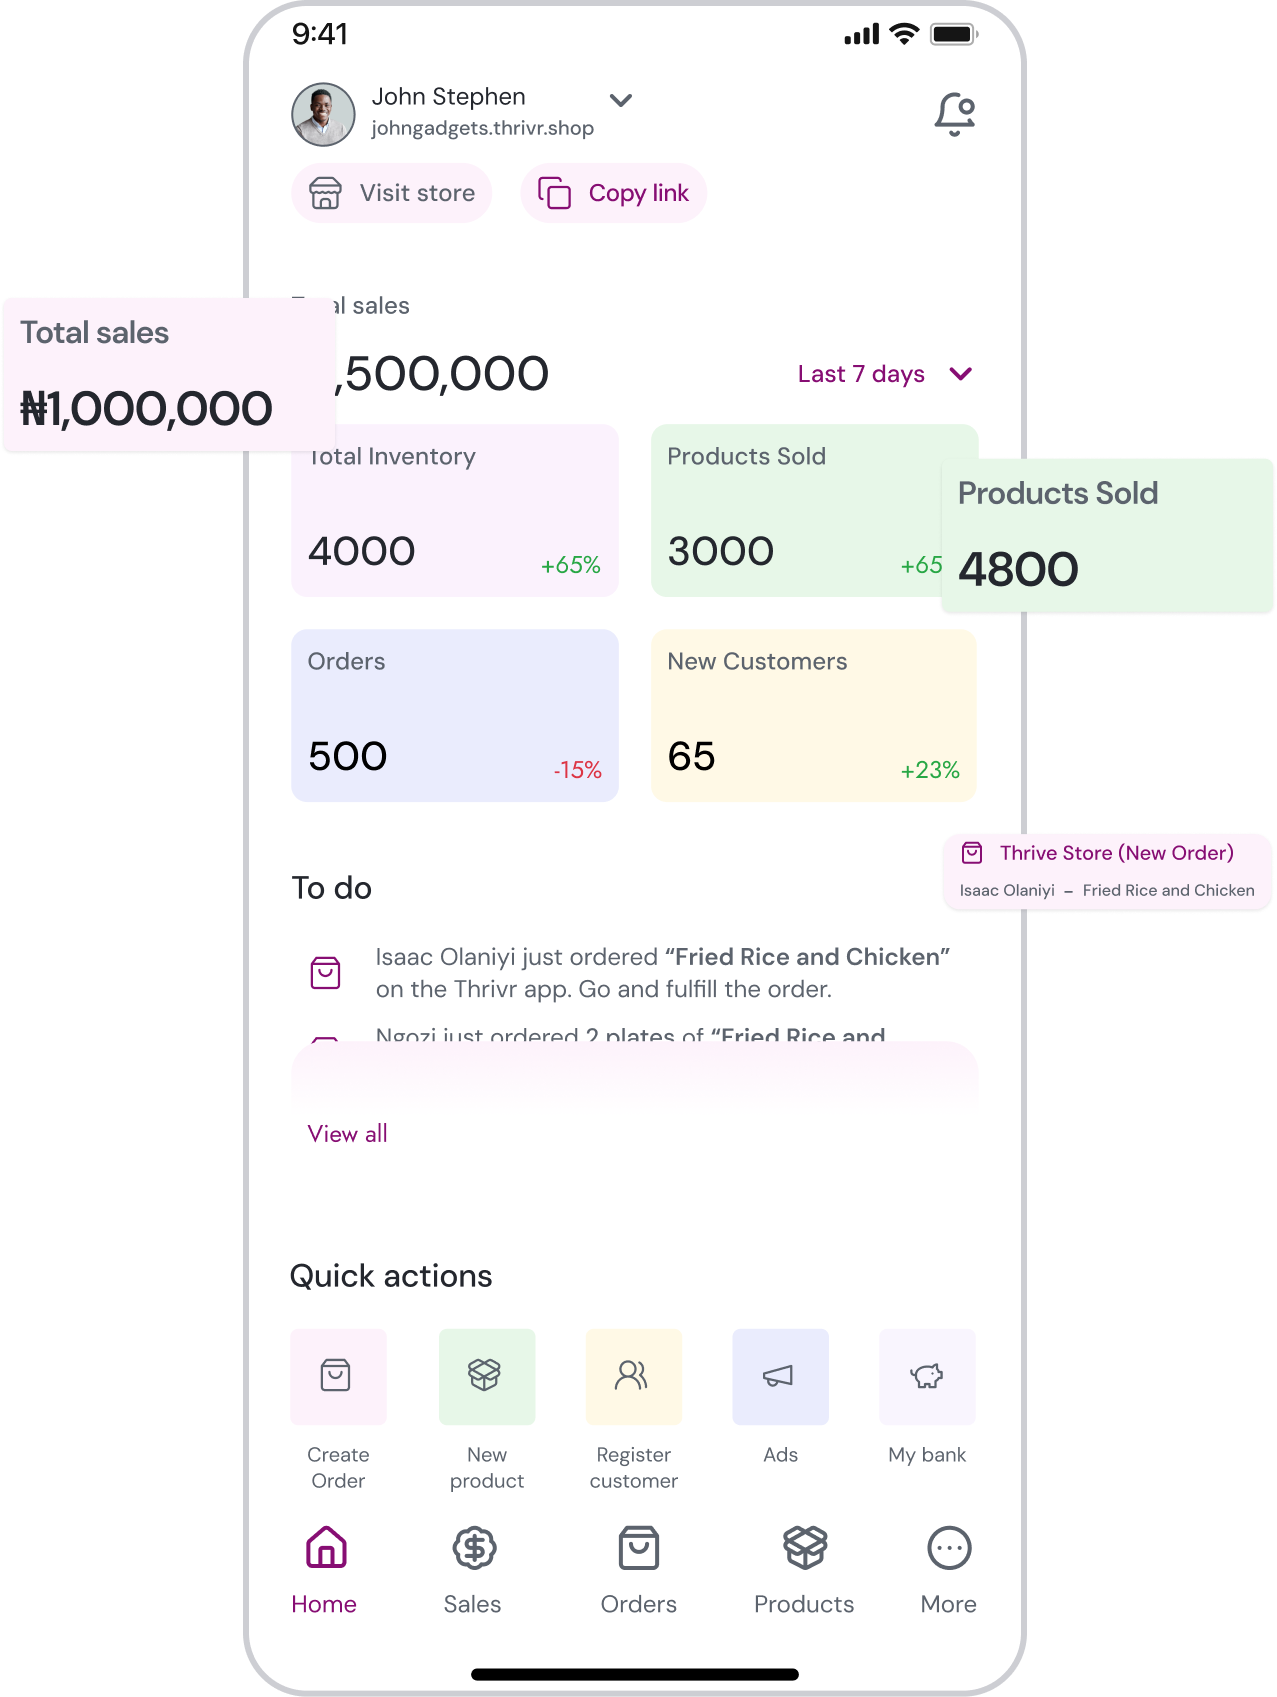 9:41
John Stephen
johngadgets.thrivr.shop
Visit store
Copy link
sales
Total sales
₦1,000,000
,500,000
Last 7 days
Total Inventory
4000
+65%
Products Sold
3000
+65
Products Sold
4800
Orders
500
-15%
New Customers
65
+23%
Thrive Store (New Order)
Isaac Olaniyi – Fried Rice and Chicken
To do
Isaac Olaniyi just ordered “Fried Rice and Chicken”
on the Thrivr app. Go and fulfill the order.
Ngozi just ordered 2 plates of “Fried Rice and
View all
Quick actions
Create
Order
New
product
Register
customer
Ads
My bank
Home
Sales
Orders
Products
More